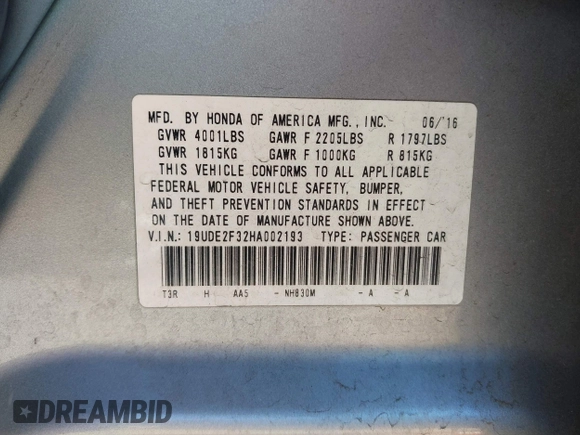 MFD. BY HONDA OF AMERICA MFG., INC. 06/'16
GVWR 4001LBS GAWR F 2205LBS R 1797LBS
GVWR 1815KG GAWR F 1000KG R 815KG
THIS VEHICLE CONFORMS TO ALL APPLICABLE
FEDERAL MOTOR VEHICLE SAFETY, BUMPER,
AND THEFT PREVENTION STANDARDS IN EFFECT
ON THE DATE OF MANUFACTURE SHOWN ABOVE.
V.I.N.: 19UDE2F32HA002193 TYPE: PASSENGER CAR
T3R H AA5 - NH830M - A - A
DREAMBID